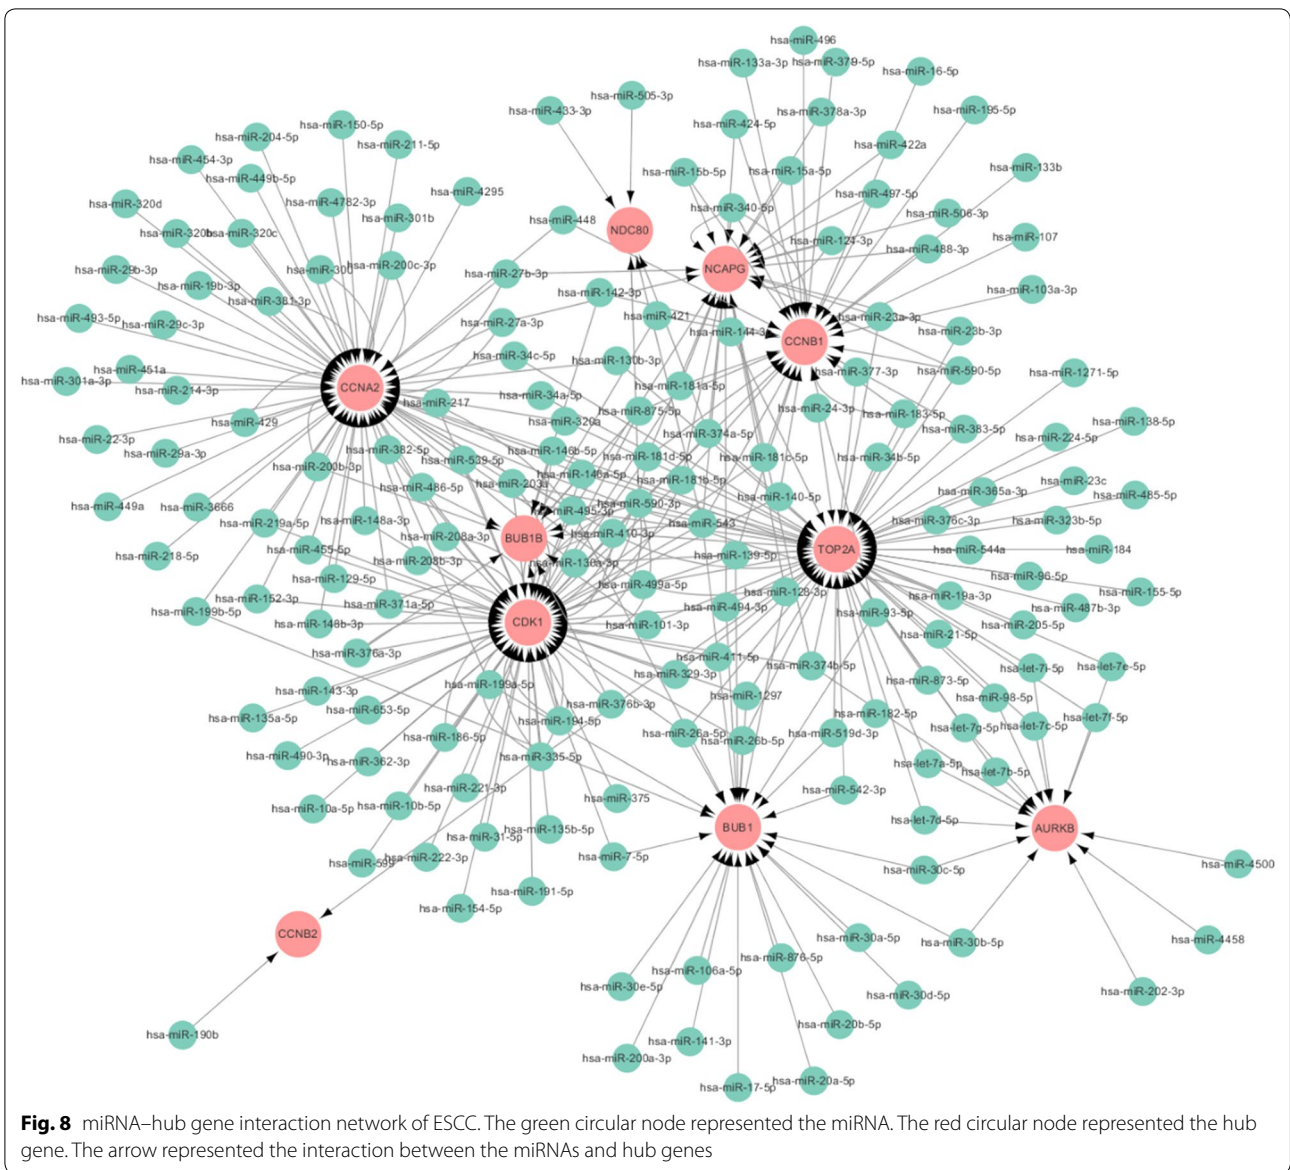 hsa-miR-496
hsa-miR-133a-3p
hsa-miR-379-5p
hsa-miR-16-5p
hsa-miR-505-3p
hsa-miR-433-3p
hsa-miR-378a-3p
hsa-miR-195-5p
hsa-miR-150-5p
hsa-miR-424-5p
hsa-miR-204-5p
hsa-miR-211-5p
hsa-miR-422a
hsa-miR-454-3p
hsa-miR-133b
hsa-miR-15b-5p
hsa-miR-15a-5p
hsa-miR-449b-5p
hsa-miR-4295
hsa-miR-497-5p
hsa-miR-320d
hsa-miR-4782-3p
hsa-miR-340-5p
hsa-miR-506-3p
hsa-miR-301b
hsa-miR-448
NDC80
hsa-miR-320b
hsa-miR-320c
hsa-miR-124-3p
hsa-miR-107
hsa-miR-488-3p
hsa-miR-29b-3p
hsa-miR-200c-3p
NCAPG
hsa-miR-27b-3p
hsa-miR-19b-3p
hsa-miR-142-3p
hsa-miR-103a-3p
hsa-miR-381-3p
hsa-miR-493-5p
hsa-miR-29c-3p
hsa-miR-27a-3p
hsa-miR-421
hsa-miR-23a-3p
hsa-miR-23b-3p
CCNB1
hsa-miR-34c-5p
hsa-miR-130b-3p
hsa-miR-451a
hsa-miR-377-3p
hsa-miR-590-5p
hsa-miR-1271-5p
hsa-miR-301a-3p
hsa-miR-214-3p
CCNA2
hsa-miR-181a-5p
hsa-miR-34a-5p
hsa-miR-217
hsa-miR-875-5p
hsa-miR-24-3p
hsa-miR-183-5p
hsa-miR-429
hsa-miR-320a
hsa-miR-138-5p
hsa-miR-374a-5p
hsa-miR-383-5p
hsa-miR-224-5p
hsa-miR-22-3p
hsa-miR-29a-3p
hsa-miR-382-5p
hsa-miR-539-5p
hsa-miR-146b-5p
hsa-miR-181d-5p
hsa-miR-181c-5p
hsa-miR-34b-5p
hsa-miR-200b-3p
hsa-miR-181b-5p
hsa-miR-486-5p
hsa-miR-203a
hsa-miR-365a-3p
hsa-miR-23c
hsa-miR-485-5p
hsa-miR-140-5p
hsa-miR-449a
hsa-miR-3666
hsa-miR-590-3p
hsa-miR-495-3p
hsa-miR-219a-5p
hsa-miR-148a-3p
hsa-miR-543
hsa-miR-376c-3p
hsa-miR-323b-5p
hsa-miR-208a-3p
hsa-miR-410-3p
BUB1B
hsa-miR-218-5p
hsa-miR-455-5p
hsa-miR-208b-3p
hsa-miR-139-5p
TOP2A
hsa-miR-544a
hsa-miR-184
hsa-miR-129-5p
hsa-miR-499a-5p
hsa-miR-96-5p
hsa-miR-128-3p
hsa-miR-155-5p
hsa-miR-152-3p
hsa-miR-371a-5p
hsa-miR-494-3p
hsa-miR-19a-3p
hsa-miR-487b-3p
hsa-miR-199b-5p
hsa-miR-93-5p
hsa-miR-148b-3p
CDK1
hsa-miR-101-3p
hsa-miR-205-5p
hsa-miR-21-5p
hsa-miR-376a-3p
hsa-miR-411-5p
hsa-miR-374b-5p
hsa-let-7i-5p
hsa-let-7e-5p
hsa-miR-329-3p
hsa-miR-873-5p
hsa-miR-143-3p
hsa-miR-199a-5p
hsa-miR-1297
hsa-miR-98-5p
hsa-miR-376b-3p
hsa-miR-135a-5p
hsa-miR-653-5p
hsa-miR-194-5p
hsa-miR-182-5p
hsa-let-7f-5p
hsa-let-7g-5p
hsa-let-7c-5p
hsa-miR-186-5p
hsa-miR-26a-5p
hsa-miR-26b-5p
hsa-miR-519d-3p
hsa-miR-490-3p
hsa-miR-362-3p
hsa-miR-335-5p
hsa-let-7a-5p
hsa-let-7b-5p
hsa-miR-221-3p
hsa-miR-542-3p
hsa-miR-375
hsa-miR-10a-5p
hsa-miR-10b-5p
hsa-let-7d-5p
hsa-miR-31-5p
hsa-miR-135b-5p
BUB1
AURKB
hsa-miR-599
hsa-miR-222-3p
hsa-miR-7-5p
hsa-miR-30c-5p
hsa-miR-4500
hsa-miR-191-5p
hsa-miR-154-5p
CCNB2
hsa-miR-30a-5p
hsa-miR-30b-5p
hsa-miR-4458
hsa-miR-876-5p
hsa-miR-106a-5p
hsa-miR-30e-5p
hsa-miR-30d-5p
hsa-miR-202-3p
hsa-miR-20b-5p
hsa-miR-190b
hsa-miR-141-3p
hsa-miR-200a-3p
hsa-miR-20a-5p
hsa-miR-17-5p
Fig. 8 miRNA–hub gene interaction network of ESCC. The green circular node represented the miRNA. The red circular node represented the hub
gene. The arrow represented the interaction between the miRNAs and hub genes